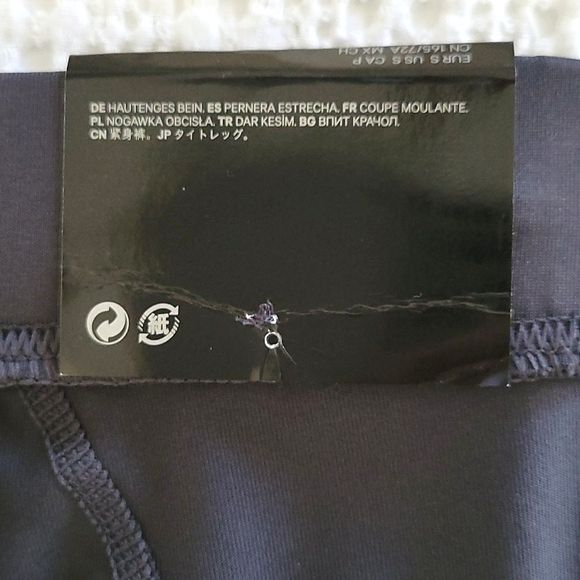 EUR S US S CA P
CN 165/72A MX CH
DE HAUTENGES BEIN. ES PERNERA ESTRECHA. FR COUPE MOULANTE.
PL NOGAWKA OBCISŁA. TR DAR KESİM. BG ВПИТ КРАЧОЛ.
CN 紧身裤。 JP タイトレッグ。
紙